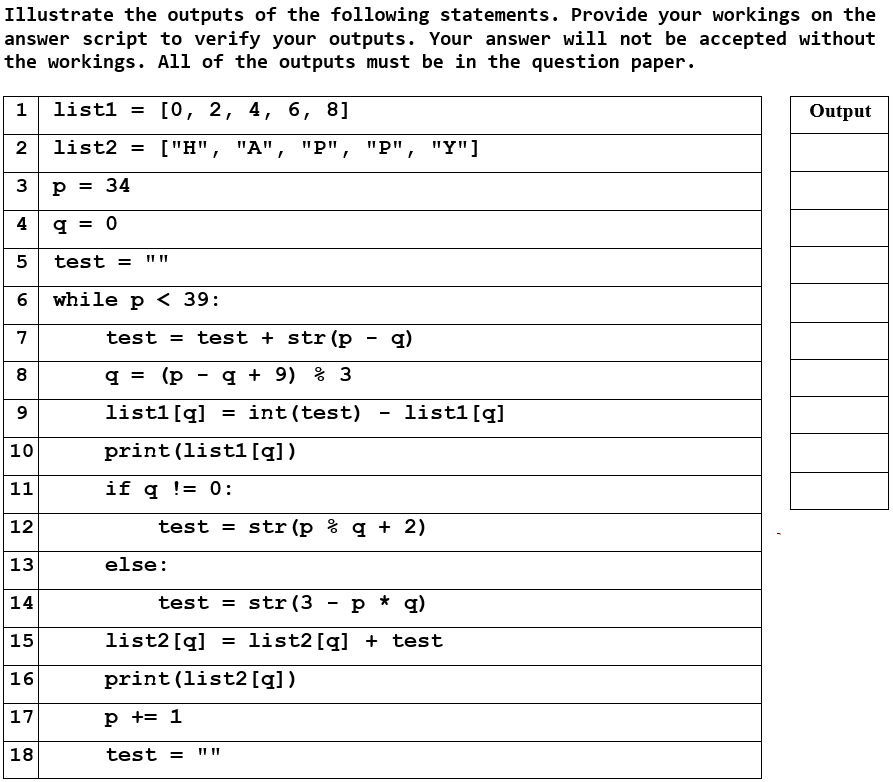 Illustrate the outputs of the following statements. Provide your workings on the
answer script to verify your outputs. Your answer will not be accepted without
the workings. All of the outputs must be in the question paper.
1 list1 = [0, 2, 4, 6, 8]
2 list2 = ["H", "A", "P", "P", "Y"]
3 p = 34
4 q = 0
5 test = ""
6 while p < 39:
7 test = test + str(p - q)
8 q = (p - q + 9) % 3
9 list1[q] = int(test) - list1[q]
10 print(list1[q])
11 if q != 0:
12 test = str(p % q + 2)
13 else:
14 test = str(3 - p * q)
15 list2[q] = list2[q] + test
16 print(list2[q])
17 p += 1
18 test = ""
Output